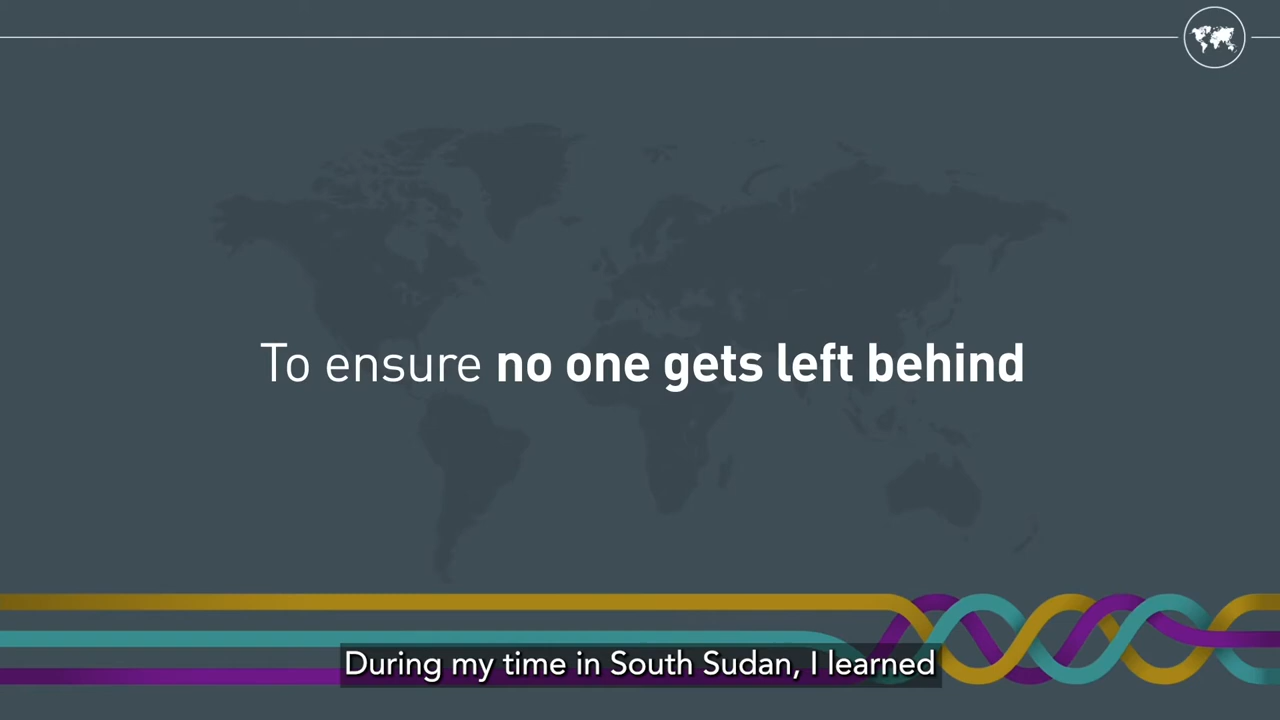 To ensure no one gets left behind
During my time in South Sudan, I learned